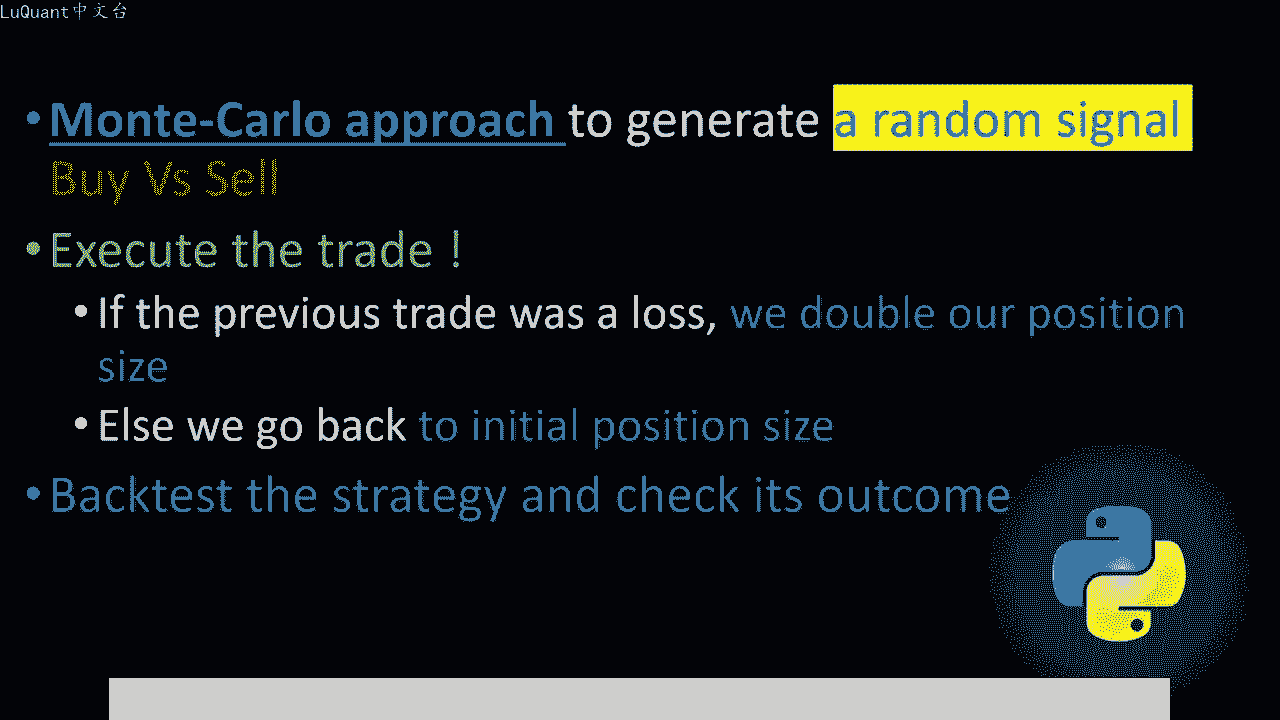 LuQuant中文台
• Monte-Carlo approach to generate a random signal
Buy Vs Sell
• Execute the trade !
• If the previous trade was a loss, we double our position
size
• Else we go back to initial position size
• Backtest the strategy and check its outcome